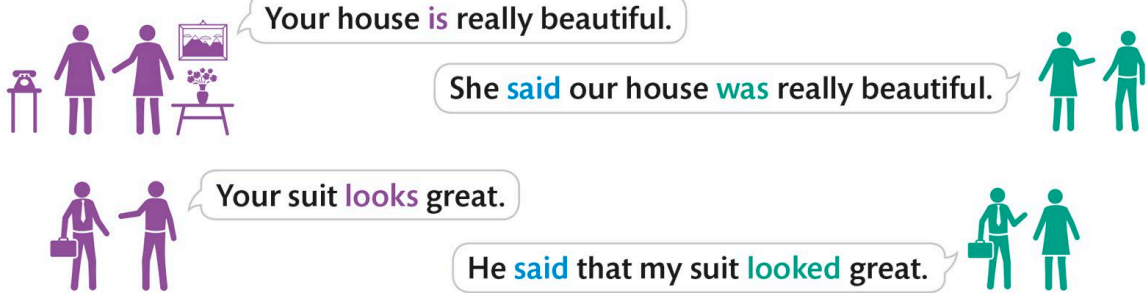 Your house is really beautiful.
She said our house was really beautiful.
Your suit looks great.
He said that my suit looked great.